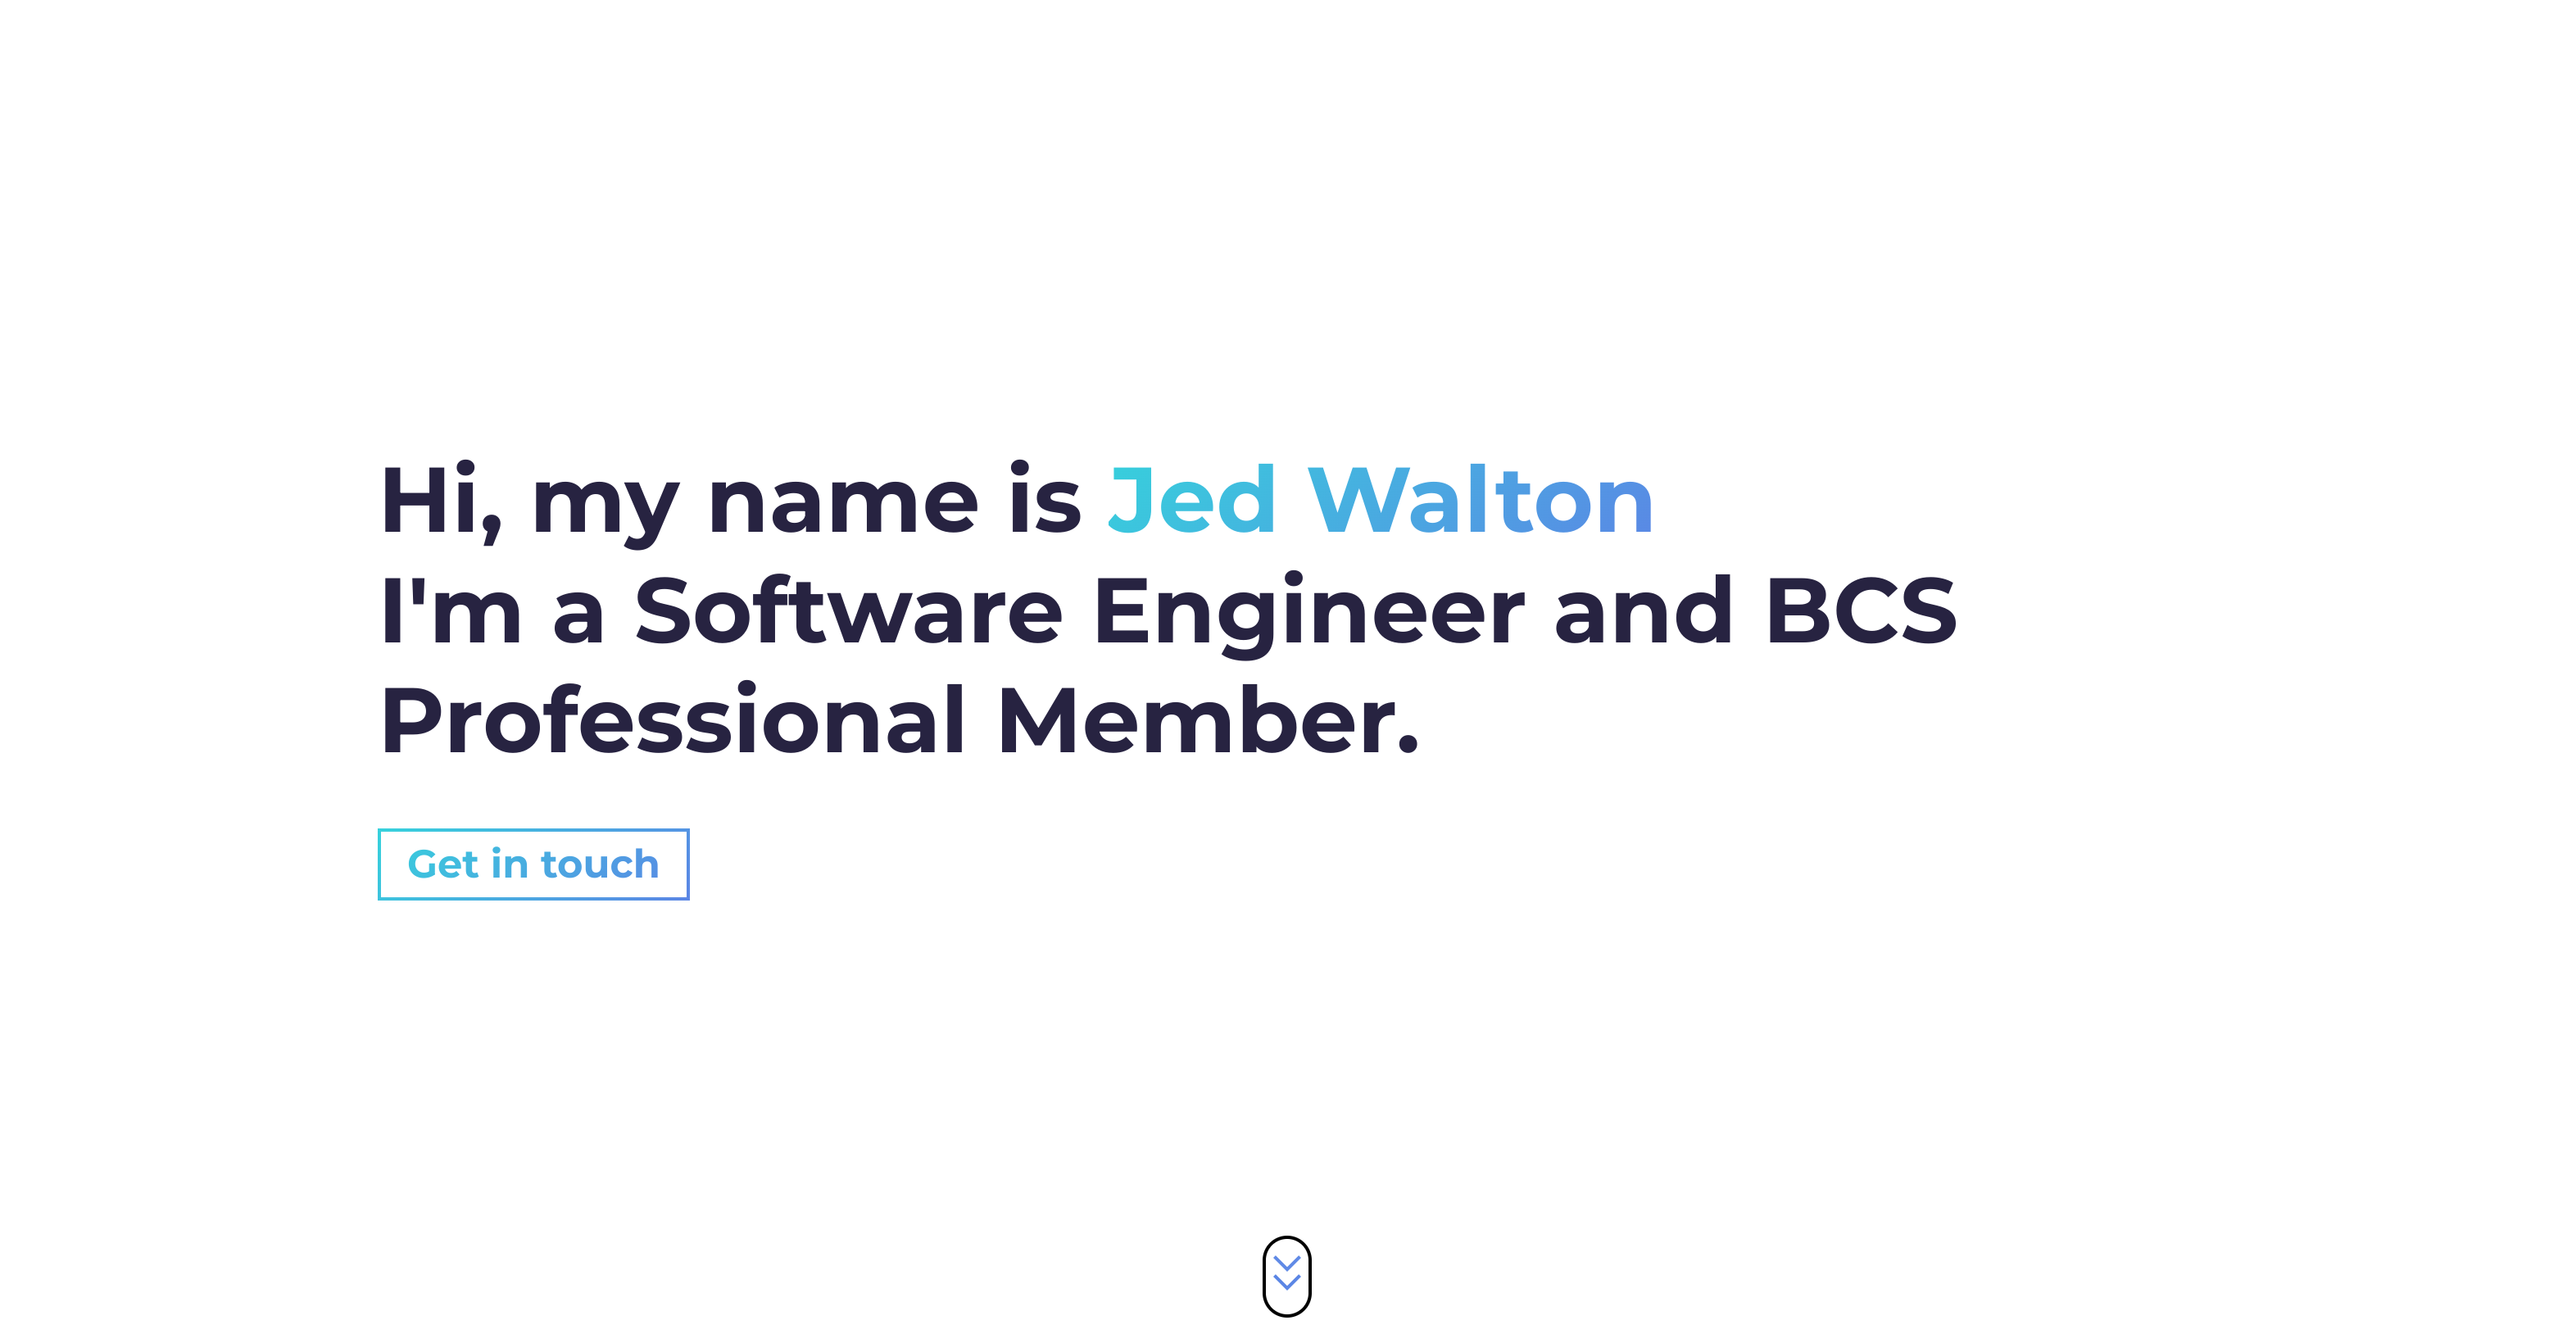 Hi, my name is Jed Walton
I'm a Software Engineer and BCS
Professional Member.
Get in touch